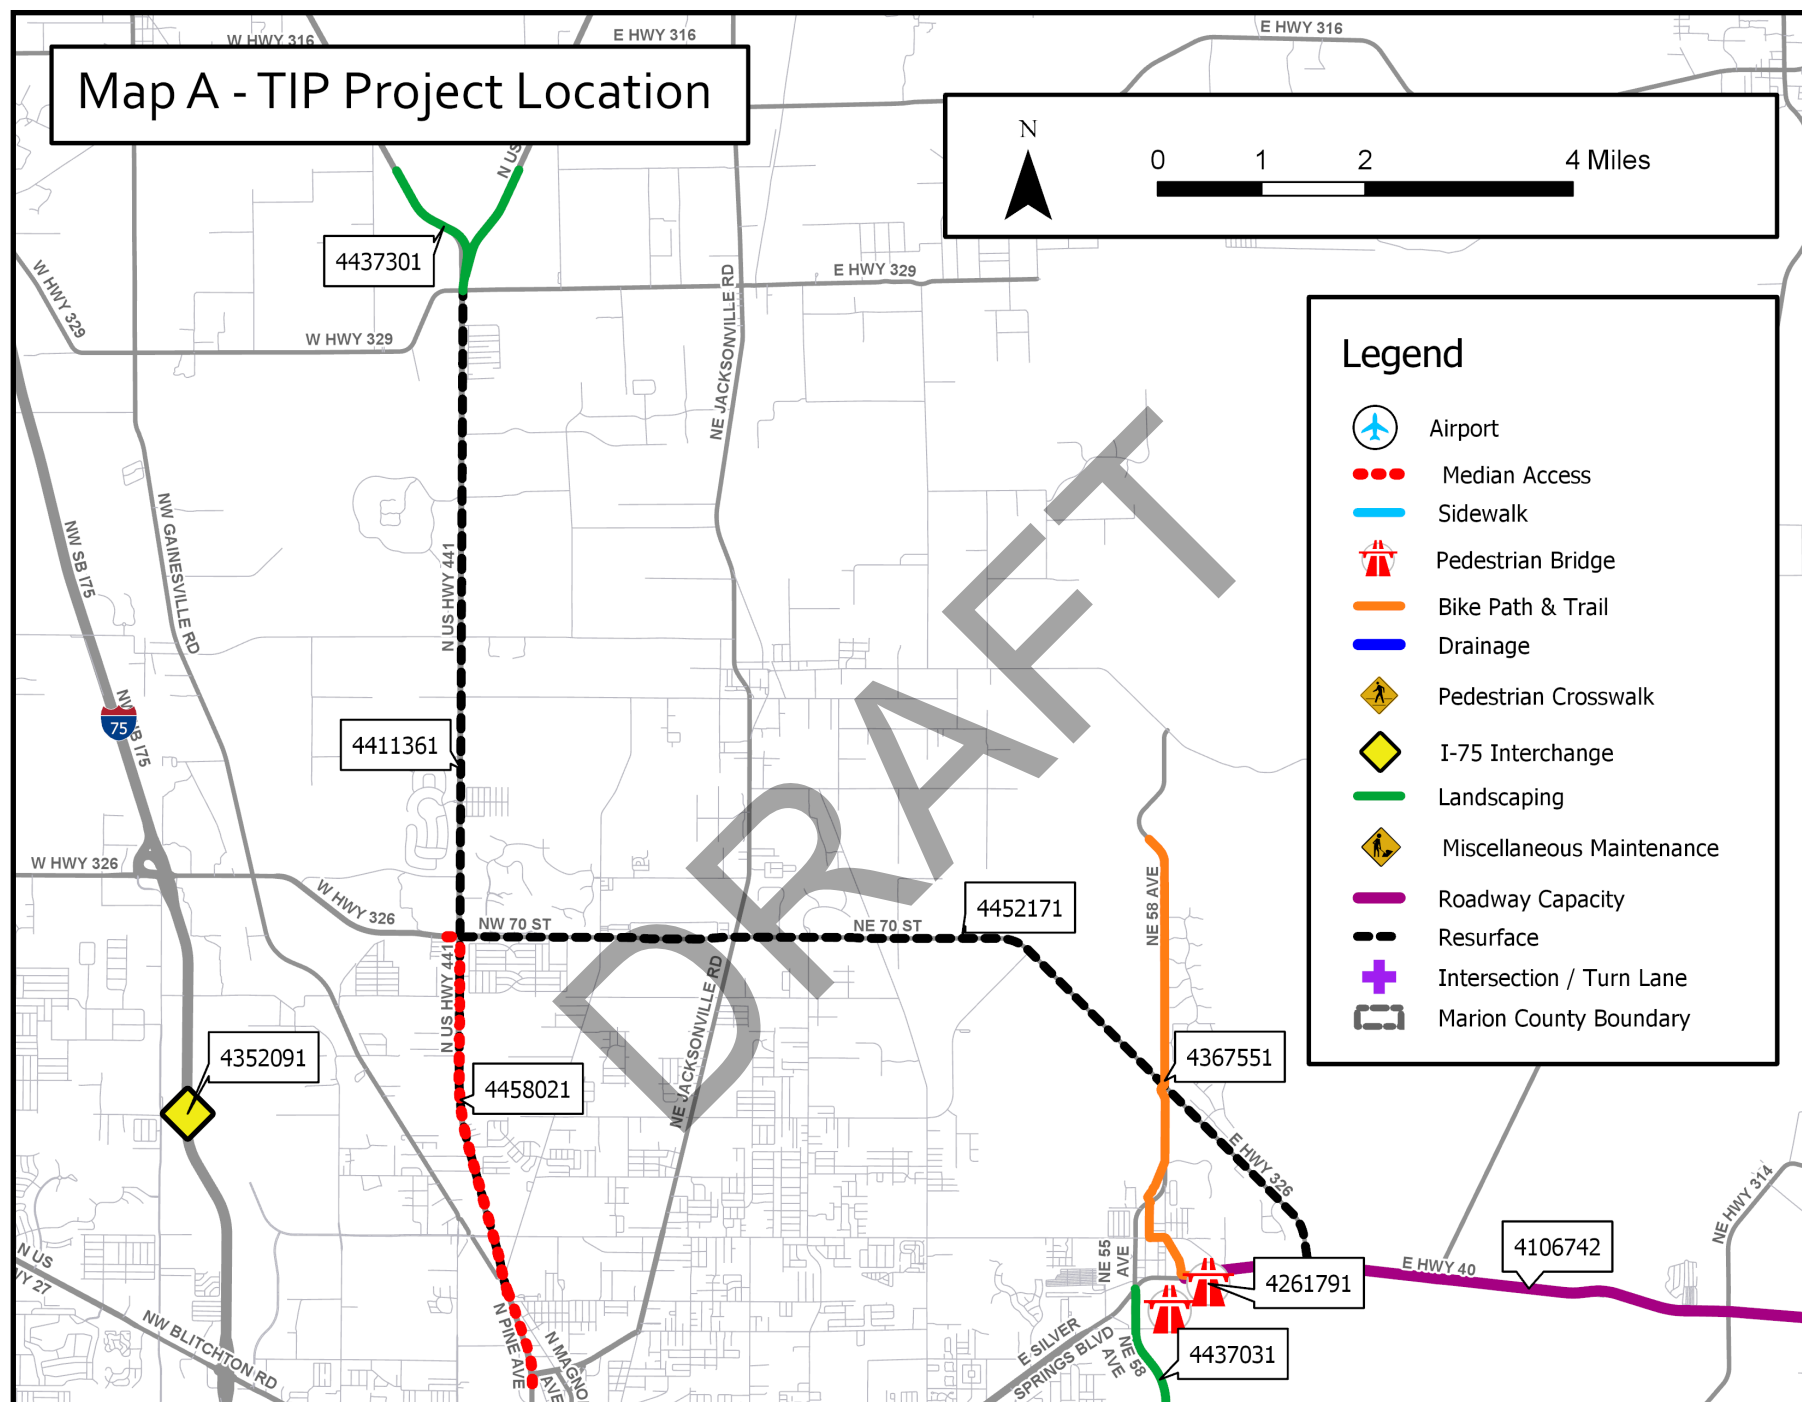 W HWY 316
E HWY 316
E HWY 316
Map A - TIP Project Location
N
0 1 2 4 Miles
N US
4437301
W HWY 329
E HWY 329
W HWY 329
NE JACKSONVILLE RD
Legend
Airport
Median Access
Sidewalk
Pedestrian Bridge
Bike Path & Trail
Drainage
Pedestrian Crosswalk
I-75 Interchange
Landscaping
Miscellaneous Maintenance
Roadway Capacity
Resurface
Intersection / Turn Lane
Marion County Boundary
NW SB I75
NW GAINESVILLE RD
N US HWY 441
75
4411361
DRAFT
W HWY 326
W HWY 326
NW 70 ST
NE 70 ST
4452171
NE 58 AVE
N US HWY 441
NE JACKSONVILLE RD
4352091
4458021
4367551
E HWY 326
NE HWY 314
4106742
E HWY 40
NE 55
AVE
4261791
N US
WY 27
NW BLITCHTON RD
N PINE AVE
N MAGNO
AVE
E SILVER
SPRINGS BLVD
NE 58
AVE
4437031